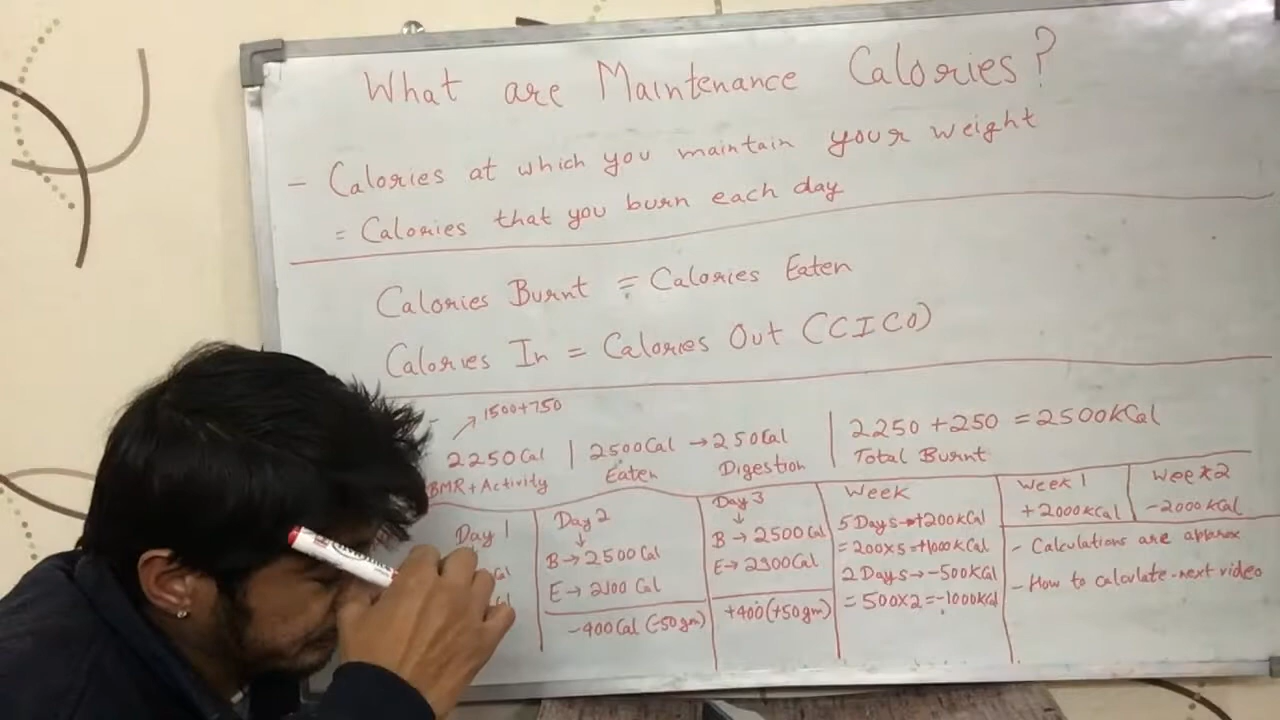 What are Maintenance Calories?
- Calories at which you maintain your weight
= Calories that you burn each day
Calories Burnt = Calories Eaten
Calories In = Calories Out (CICO)
1500+750
2250Cal | 2500Cal → 250Cal | 2250 + 250 = 2500kCal
BMR + Activity Eaten Digestion Total Burnt
Day 1
Day 2
B → 2500 Cal
E → 2100 Cal
-400Cal (-50gm)
Day 3
B → 2500 Cal
E → 2900Cal
+400 (+50gm)
Week
5 Days → +200kCal
= 200x5 = +1000kCal
2 Days → -500kCal
= 500x2 = -1000kCal
Week 1
+2000kCal
Week 2
-2000kCal
- Calculations are approx
- How to calculate - next video